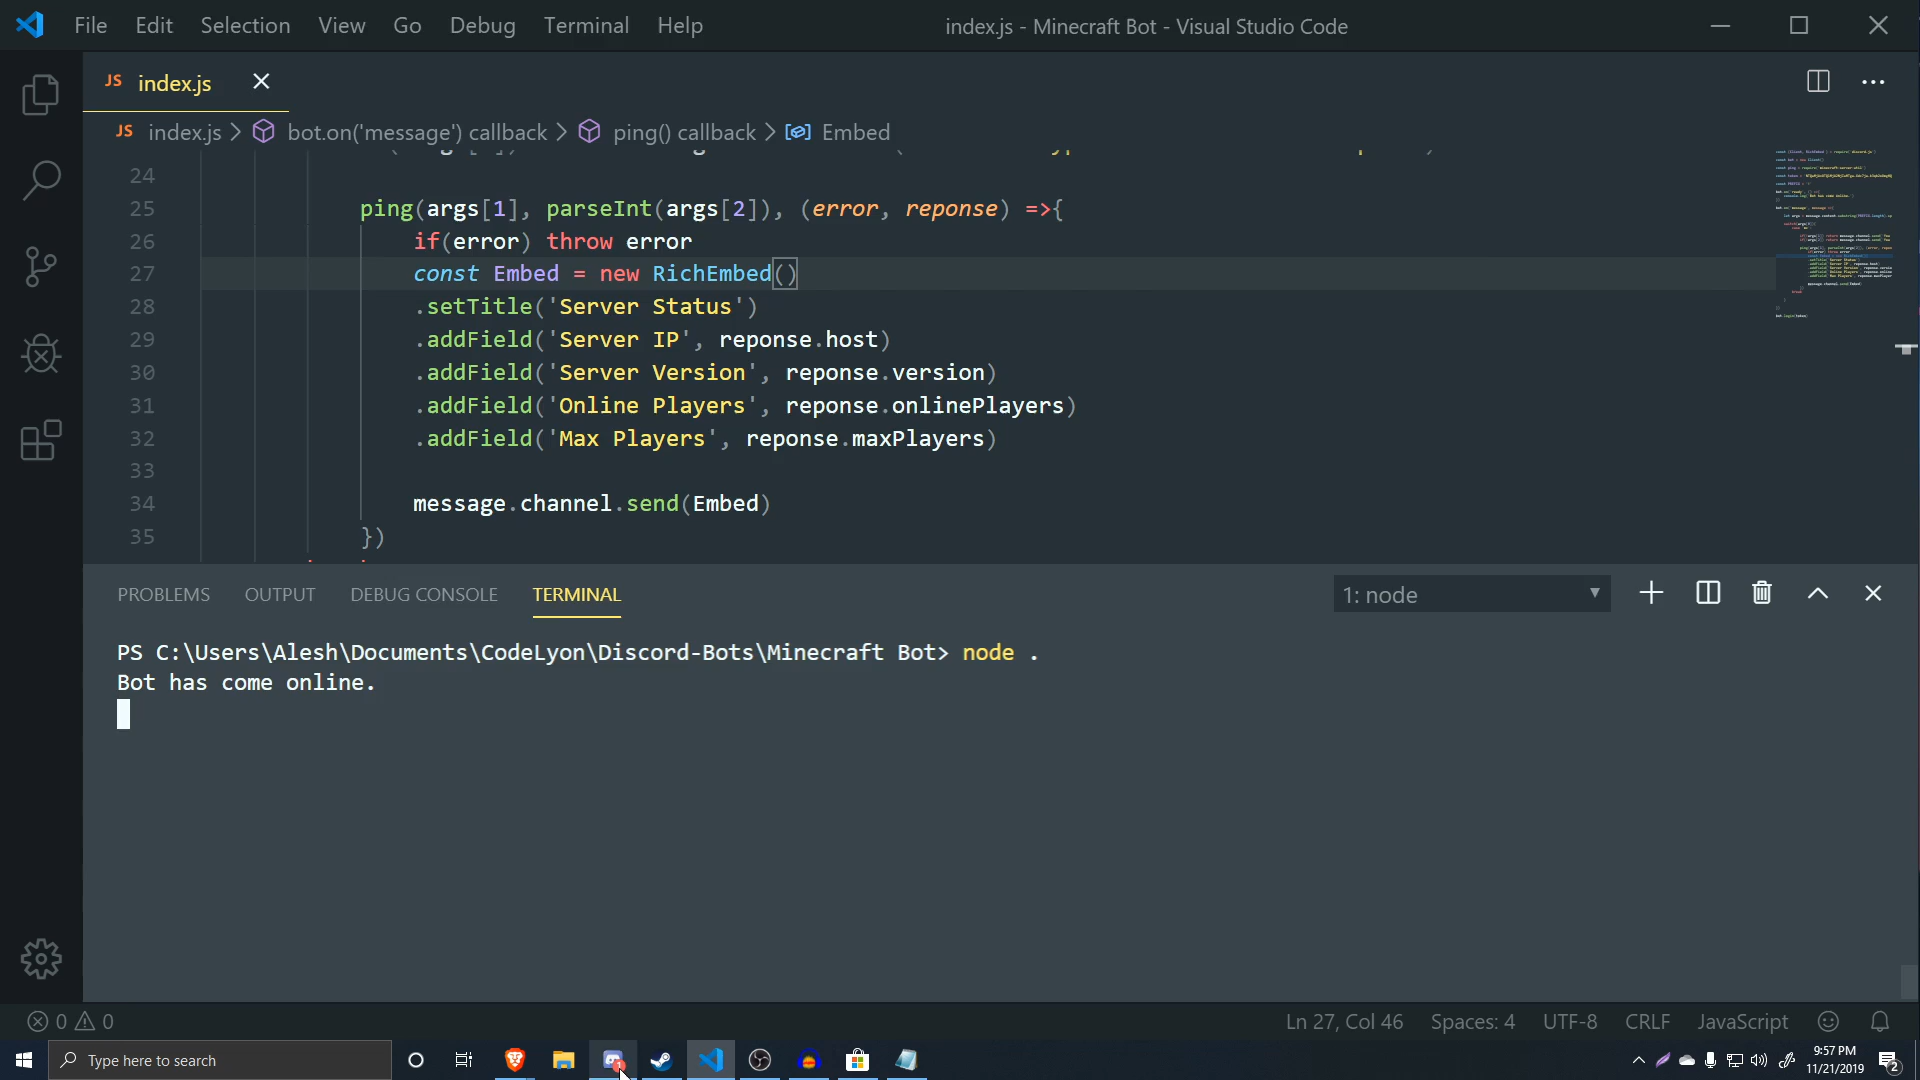 File Edit Selection View Go Debug Terminal Help index.js - Minecraft Bot - Visual Studio Code
JS index.js
JS index.js > bot.on('message') callback > ping() callback > Embed
24
25 ping(args[1], parseInt(args[2]), (error, reponse) =>{
26 if(error) throw error
27 const Embed = new RichEmbed()
28 .setTitle('Server Status')
29 .addField('Server IP', reponse.host)
30 .addField('Server Version', reponse.version)
31 .addField('Online Players', reponse.onlinePlayers)
32 .addField('Max Players', reponse.maxPlayers)
33
34 message.channel.send(Embed)
35 })
PROBLEMS OUTPUT DEBUG CONSOLE TERMINAL 1: node
PS C:\Users\Alesh\Documents\CodeLyon\Discord-Bots\Minecraft Bot> node .
Bot has come online.
0 0 Ln 27, Col 46 Spaces: 4 UTF-8 CRLF JavaScript
Type here to search 9:57 PM
11/21/2019 2